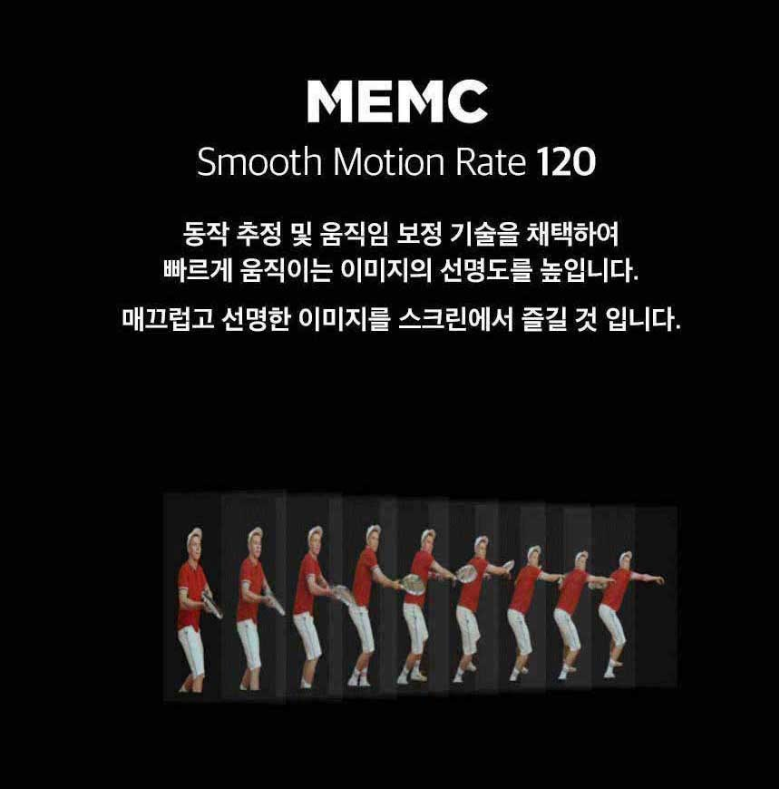 MEMC
Smooth Motion Rate 120
동작 추정 및 움직임 보정 기술을 채택하여
빠르게 움직이는 이미지의 선명도를 높입니다.
매끄럽고 선명한 이미지를 스크린에서 즐길 것 입니다.